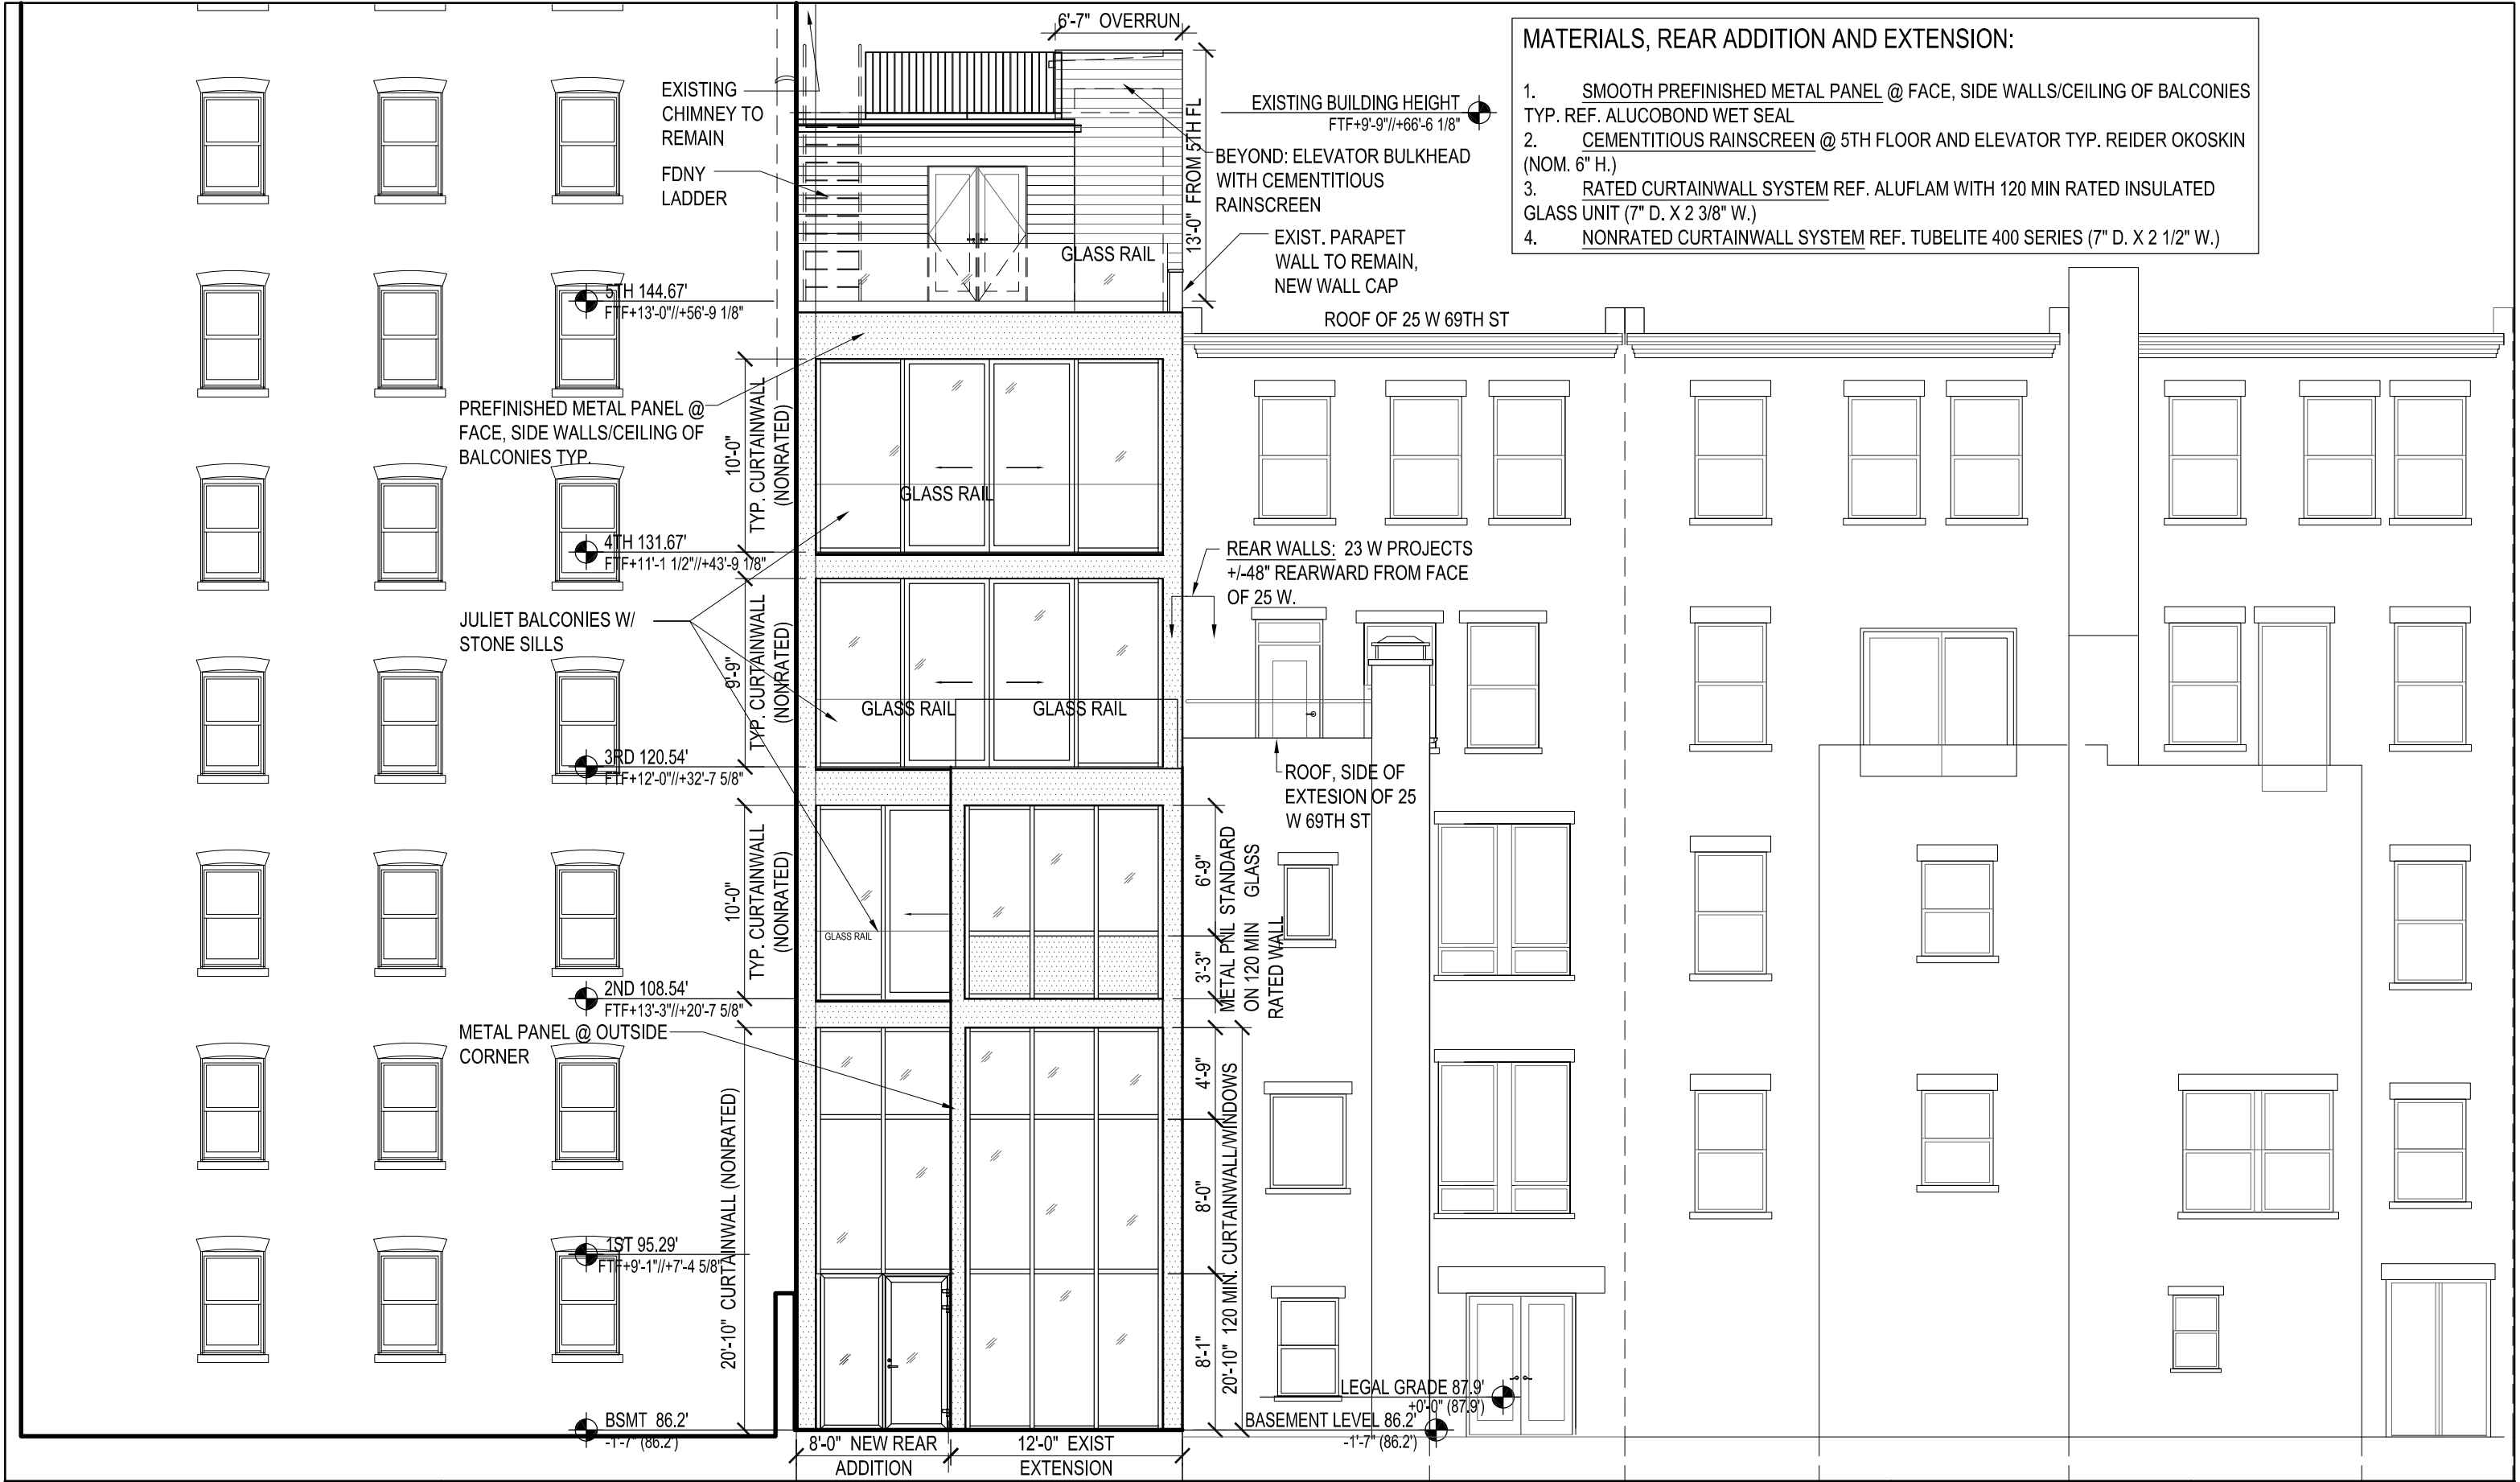 6'-7" OVERRUN
MATERIALS, REAR ADDITION AND EXTENSION:
1. SMOOTH PREFINISHED METAL PANEL @ FACE, SIDE WALLS/CEILING OF BALCONIES
TYP. REF. ALUCOBOND WET SEAL
2. CEMENTITIOUS RAINSCREEN @ 5TH FLOOR AND ELEVATOR TYP. REIDER OKOSKIN
(NOM. 6" H.)
3. RATED CURTAINWALL SYSTEM REF. ALUFLAM WITH 120 MIN RATED INSULATED
GLASS UNIT (7" D. X 2 3/8" W.)
4. NONRATED CURTAINWALL SYSTEM REF. TUBELITE 400 SERIES (7" D. X 2 1/2" W.)
EXISTING
CHIMNEY TO
REMAIN
FDNY
LADDER
EXISTING BUILDING HEIGHT
FTF+9'-9"//+66'-6 1/8"
13'-0" FROM 5TH FL
BEYOND: ELEVATOR BULKHEAD
WITH CEMENTITIOUS
RAINSCREEN
GLASS RAIL
EXIST. PARAPET
WALL TO REMAIN,
NEW WALL CAP
5TH 144.67'
FTF+13'-0"//+56'-9 1/8"
ROOF OF 25 W 69TH ST
PREFINISHED METAL PANEL @
FACE, SIDE WALLS/CEILING OF
BALCONIES TYP.
10'-0"
TYP. CURTAINWALL
(NONRATED)
GLASS RAIL
4TH 131.67'
FTF+11'-1 1/2"//+43'-9 1/8"
REAR WALLS: 23 W PROJECTS
+/-48" REARWARD FROM FACE
OF 25 W.
JULIET BALCONIES W/
STONE SILLS
9'-9"
TYP. CURTAINWALL
(NONRATED)
GLASS RAIL
GLASS RAIL
3RD 120.54'
FTF+12'-0"//+32'-7 5/8"
ROOF, SIDE OF
EXTESION OF 25
W 69TH ST
10'-0"
TYP. CURTAINWALL
(NONRATED)
GLASS RAIL
6'-9"
STANDARD
GLASS
3'-3"
METAL PNL
ON 120 MIN
RATED WALL
2ND 108.54'
FTF+13'-3"//+20'-7 5/8"
METAL PANEL @ OUTSIDE
CORNER
20'-10" CURTAINWALL (NONRATED)
4'-9"
8'-0"
8'-1"
20'-10" 120 MIN. CURTAINWALL/WINDOWS
1ST 95.29'
FTF+9'-1"//+7'-4 5/8"
LEGAL GRADE 87.9'
+0'-0" (87.9')
BSMT 86.2'
-1'-7" (86.2')
BASEMENT LEVEL 86.2'
-1'-7" (86.2')
8'-0" NEW REAR
ADDITION
12'-0" EXIST
EXTENSION